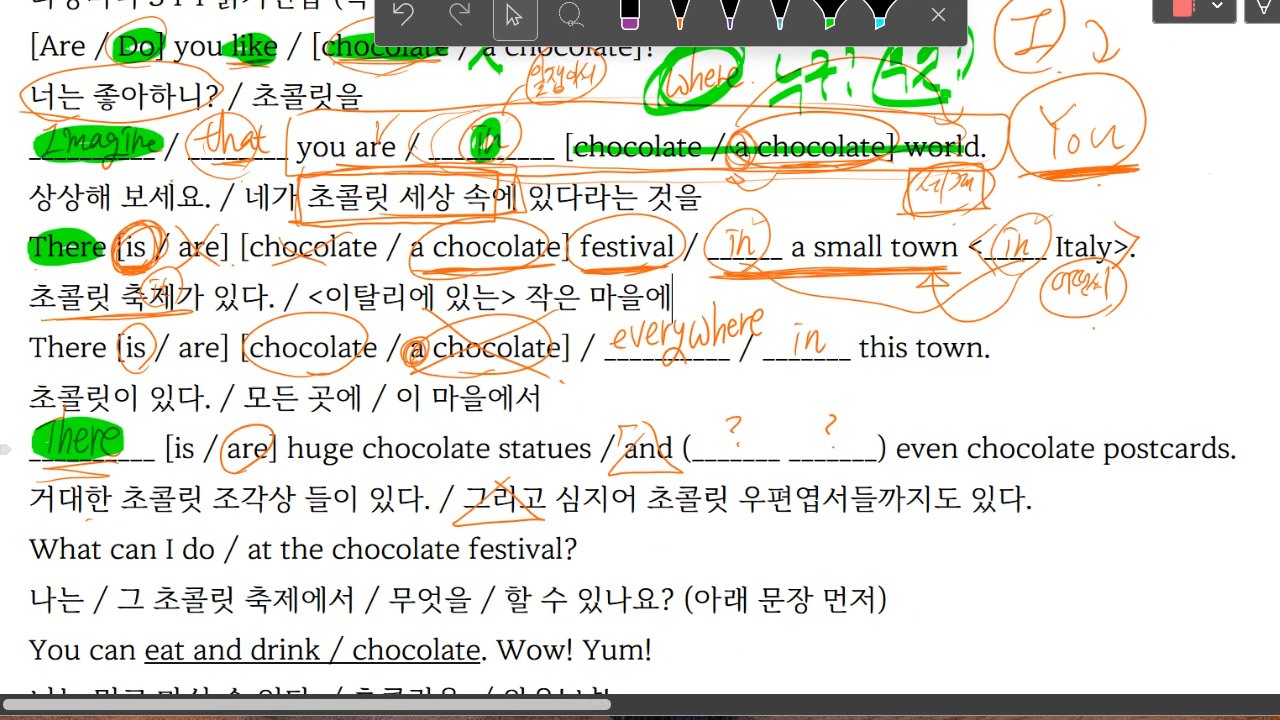 [Are / Do] you like / [chocolate / a chocolate]?
너는 좋아하니? / 초콜릿을
where 누구!
I
You
Imagine / that you are / in [chocolate / a chocolate] world.
상상해 보세요. / 네가 초콜릿 세상 속에 있다라는 것을
There [is / are] [chocolate / a chocolate] festival / in a small town <in Italy>.
초콜릿 축제가 있다. / <이탈리에 있는> 작은 마을에
There [is / are] [chocolate / a chocolate] / everywhere / in this town.
초콜릿이 있다. / 모든 곳에 / 이 마을에서
? ?
There [is / are] huge chocolate statues / and (_______ _______) even chocolate postcards.
거대한 초콜릿 조각상 들이 있다. / 그리고 심지어 초콜릿 우편엽서들까지도 있다.
What can I do / at the chocolate festival?
나는 / 그 초콜릿 축제에서 / 무엇을 / 할 수 있나요? (아래 문장 먼저)
You can eat and drink / chocolate. Wow! Yum!